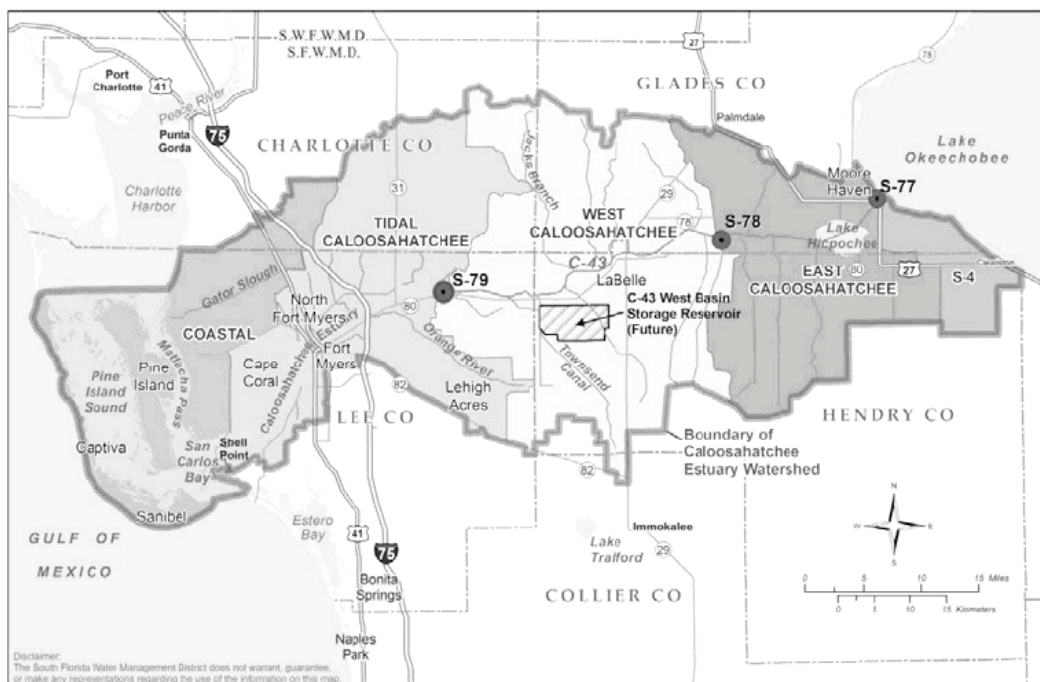 S.W.F.W.M.D.
S.F.W.M.D.
27
78
Port
Charlotte
41
GLADES CO
Peace River
Palmdale
Punta
Gorda
75
CHARLOTTE CO
Jacks Branch
Lake
Okeechobee
Moore
Haven
S-77
Charlotte
Harbor
31
29
TIDAL
CALOOSAHATCHEE
WEST
CALOOSAHATCHEE
78
S-78
Lake
Hicpochee
C-43
Clewiston
Gator Slough
S-79
LaBelle
EAST
CALOOSAHATCHEE
80
27
S-4
80
North
Fort Myers
C-43 West Basin
Storage Reservoir
(Future)
COASTAL
Caloosahatchee Estuary
Fort
Myers
Orange River
Townsend
Canal
Matlacha Pass
Pine
Island
Cape
Coral
Pine
Island
Sound
82
Lehigh
Acres
LEE CO
HENDRY CO
Captiva
San
Carlos
Bay
Shell
Point
Boundary of
Caloosahatchee
Estuary Watershed
82
Sanibel
Estero
Bay
Immokalee
N
W
E
S
GULF OF
MEXICO
41
75
Lake
Tralford
29
Bonita
Springs
COLLIER CO
0 5 10 15 Miles
0 5 10 15 Kilometers
Naples
Park
Disclaimer:
The South Florida Water Management District does not warrant, guarantee,
or make any representations regarding the use of the information on this map.